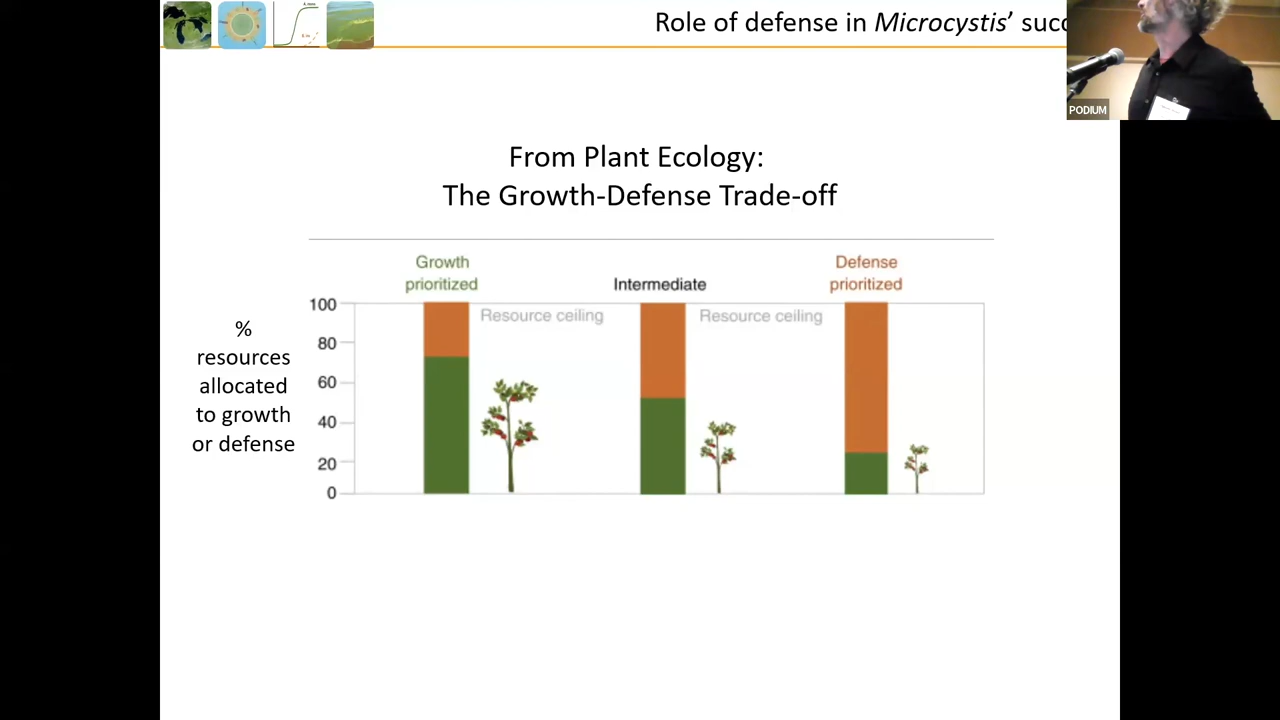 Role of defense in Microcystis’ succ
PODIUM
From Plant Ecology:
The Growth-Defense Trade-off
Growth
prioritized
Intermediate
Defense
prioritized
%
resources
allocated
to growth
or defense
100
80
60
40
20
0
Resource ceiling
Resource ceiling